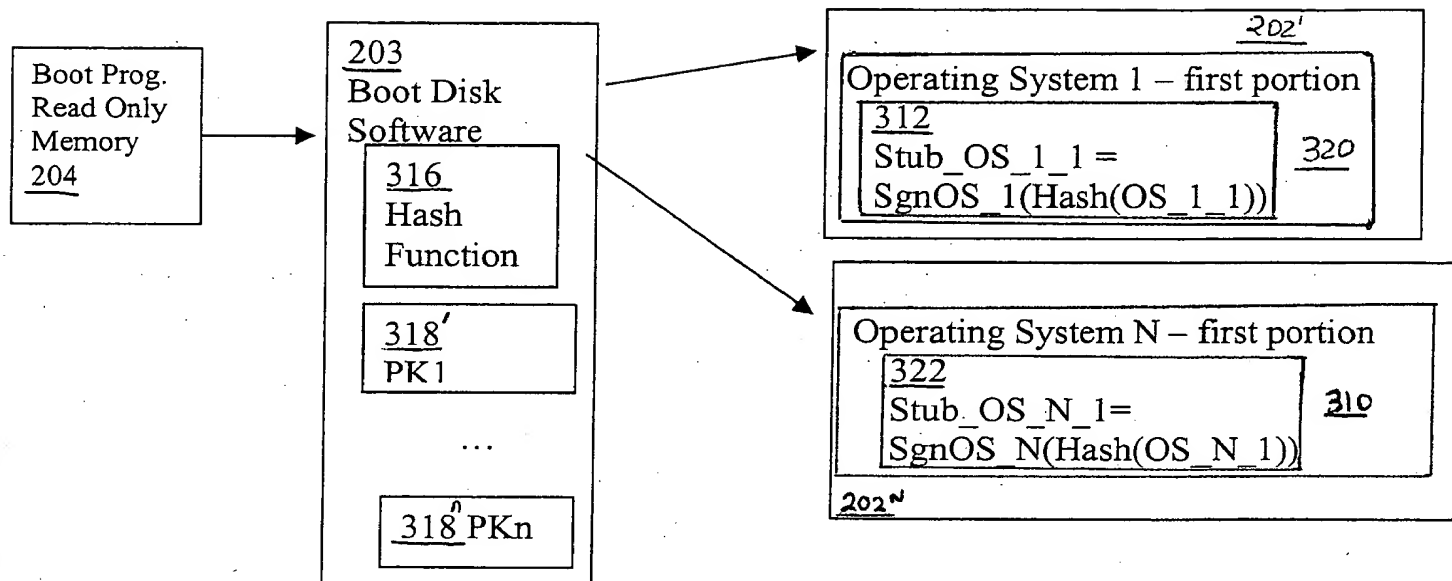 Boot Prog.
Read Only
Memory
204
203
Boot Disk
Software
316
Hash
Function
318'
PK1
...
318ⁿ PKn
202'
Operating System 1 – first portion
312
Stub_OS_1_1 =
SgnOS_1(Hash(OS_1_1))
320
Operating System N – first portion
322
Stub_OS_N_1=
SgnOS_N(Hash(OS_N_1))
310
202ᴺ